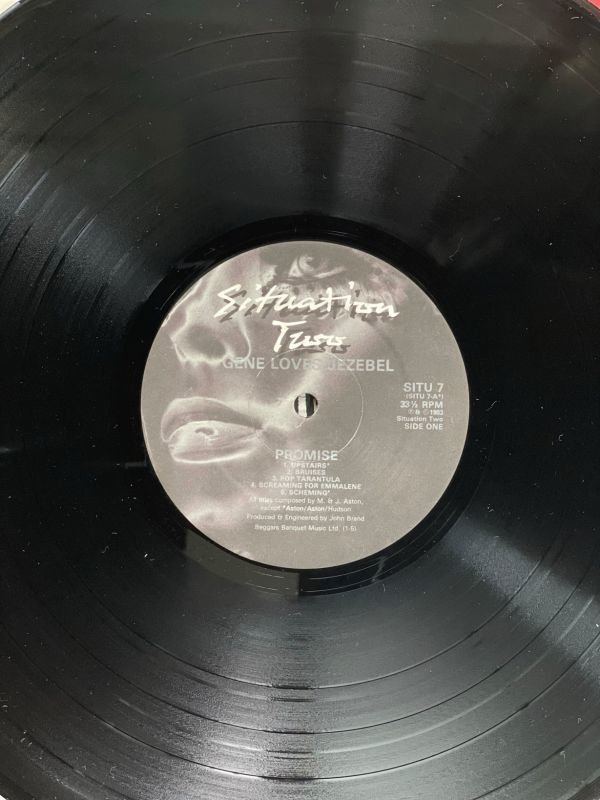 Situation
Two
GENE LOVES JEZEBEL
SITU 7
(SITU 7-A*)
33⅓ RPM
℗ & © 1983
Situation Two
SIDE ONE
PROMISE
1. UPSTAIRS*
2. BRUISES
3. POP TARANTULA
4. SCREAMING FOR EMMALENE
5. SCHEMING*
All titles composed by M. & J. Aston,
except *Aston/Aston/Hudson
Produced & Engineered by John Brand
Beggars Banquet Music Ltd. (1-5)